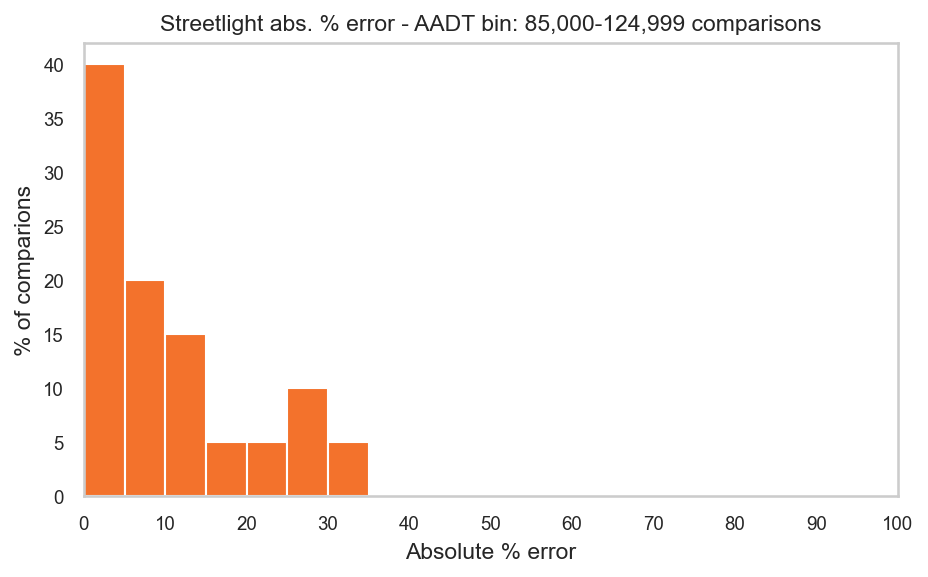 Streetlight abs. % error - AADT bin: 85,000-124,999 comparisons
40
35
30
25
20
15
10
5
0
% of comparions
0 10 20 30 40 50 60 70 80 90 100
Absolute % error